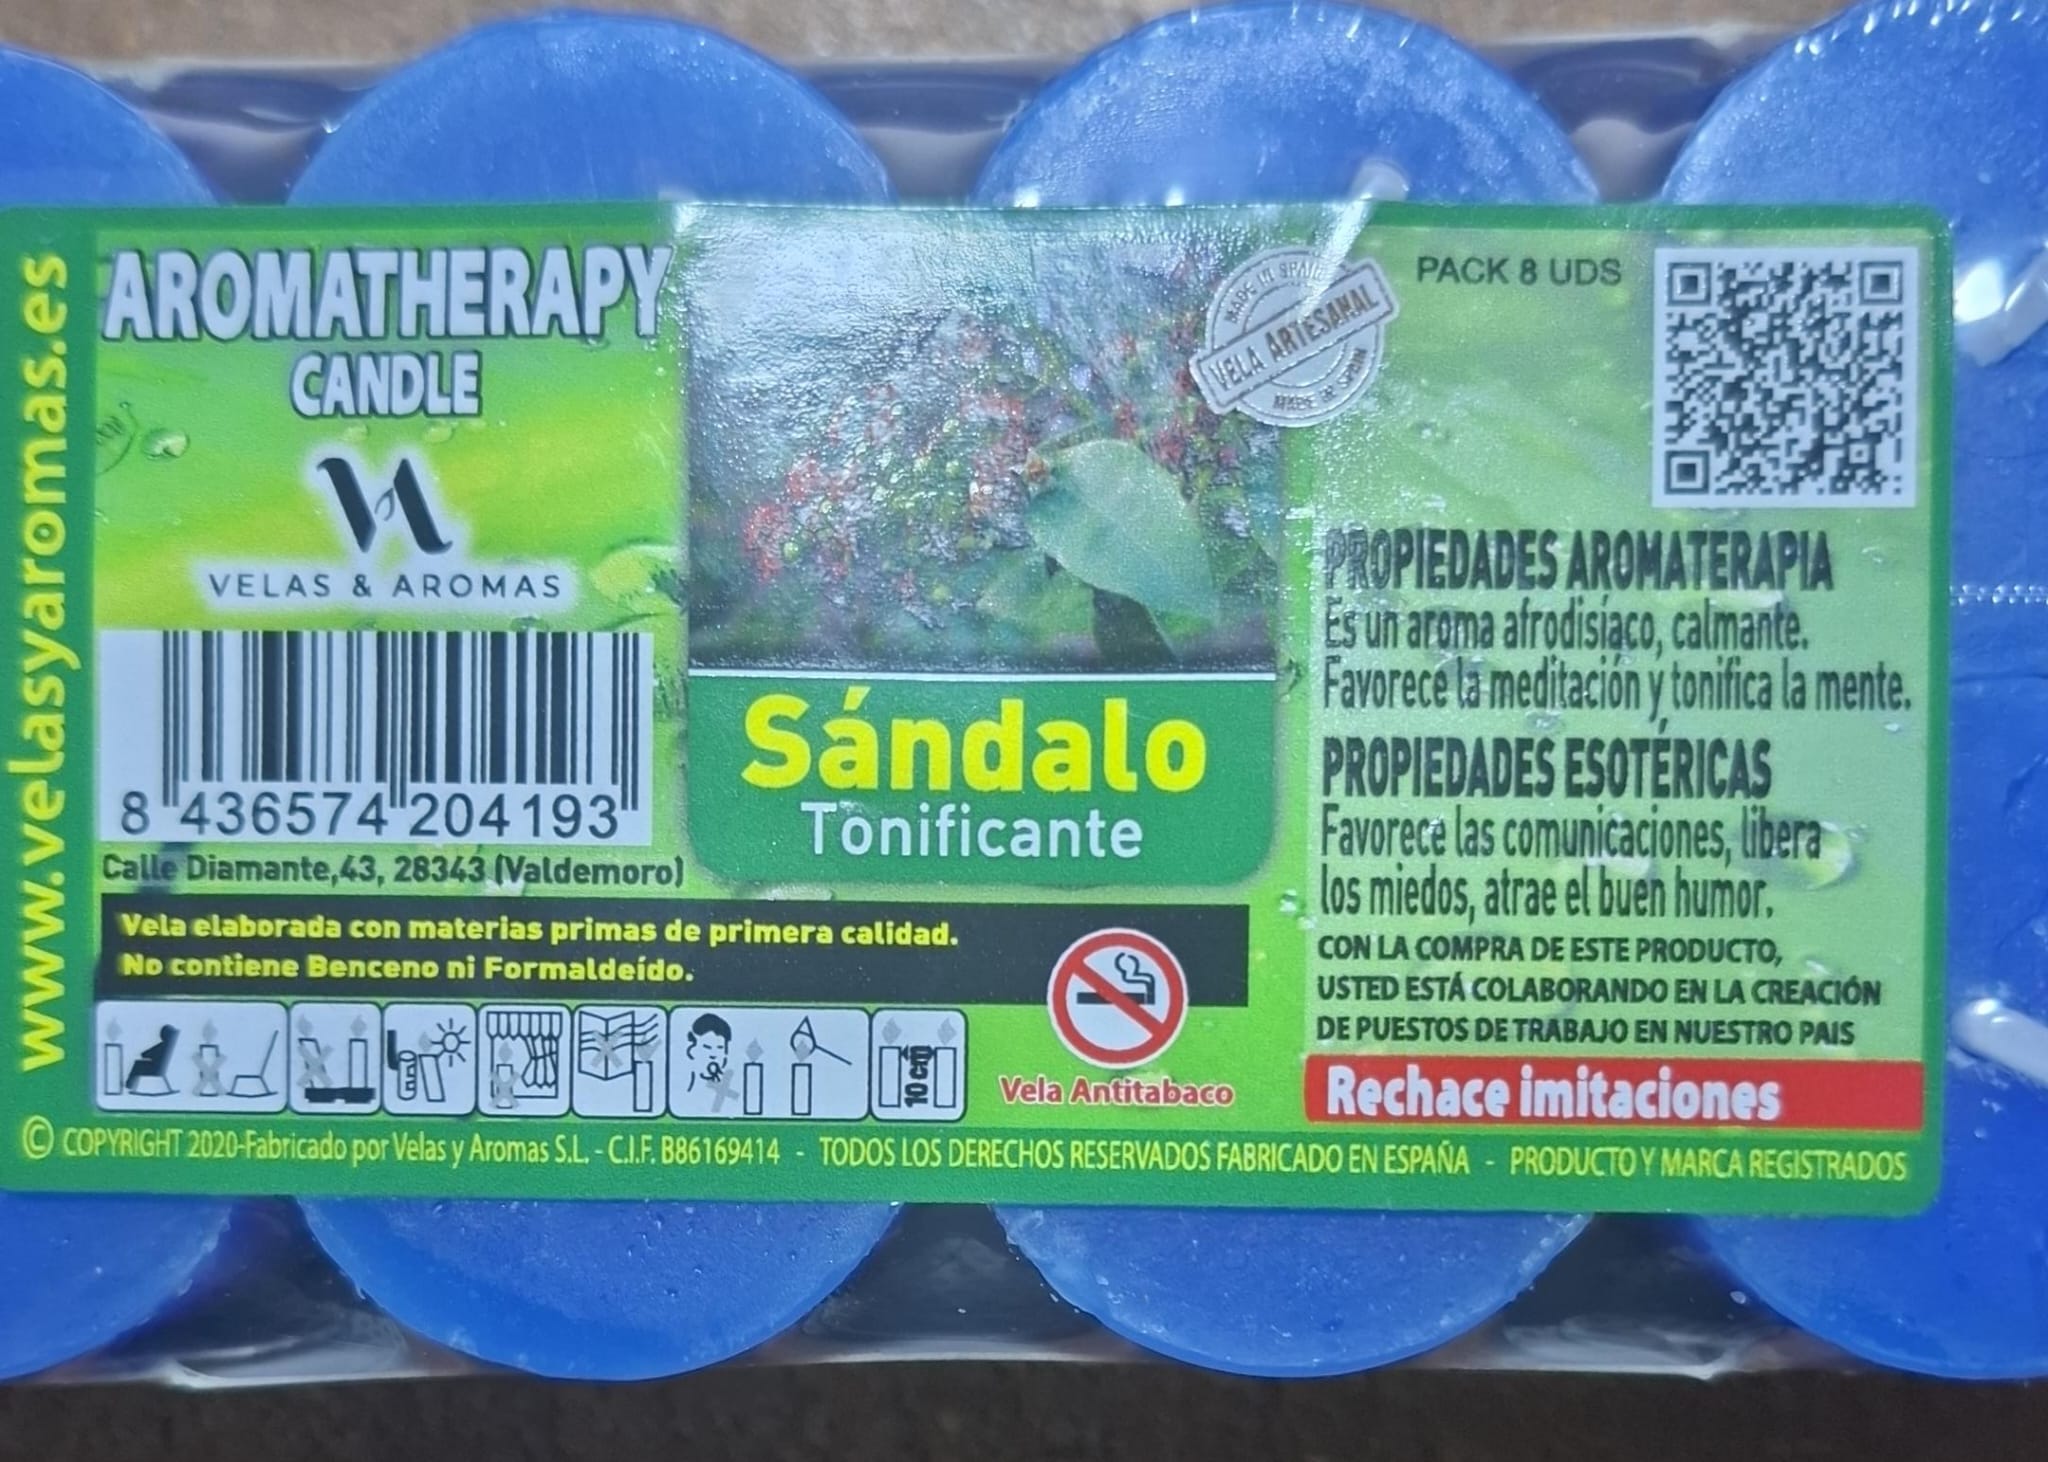 www.velasyaromas.es
AROMATHERAPY
CANDLE
VELAS & AROMAS
8 436574 204193
Calle Diamante,43, 28343 (Valdemoro)
Vela elaborada con materias primas de primera calidad.
No contiene Benceno ni Formaldeído.
10 cm
Sándalo
Tonificante
MADE IN SPAIN
VELA ARTESANAL
MADE IN SPAIN
Vela Antitabaco
PACK 8 UDS
PROPIEDADES AROMATERAPIA
Es un aroma afrodisíaco, calmante.
Favorece la meditación y tonifica la mente.
PROPIEDADES ESOTÉRICAS
Favorece las comunicaciones, libera
los miedos, atrae el buen humor.
CON LA COMPRA DE ESTE PRODUCTO,
USTED ESTÁ COLABORANDO EN LA CREACIÓN
DE PUESTOS DE TRABAJO EN NUESTRO PAIS
Rechace imitaciones
© COPYRIGHT 2020-Fabricado por Velas y Aromas S.L. - C.I.F. B86169414 - TODOS LOS DERECHOS RESERVADOS FABRICADO EN ESPAÑA - PRODUCTO Y MARCA REGISTRADOS